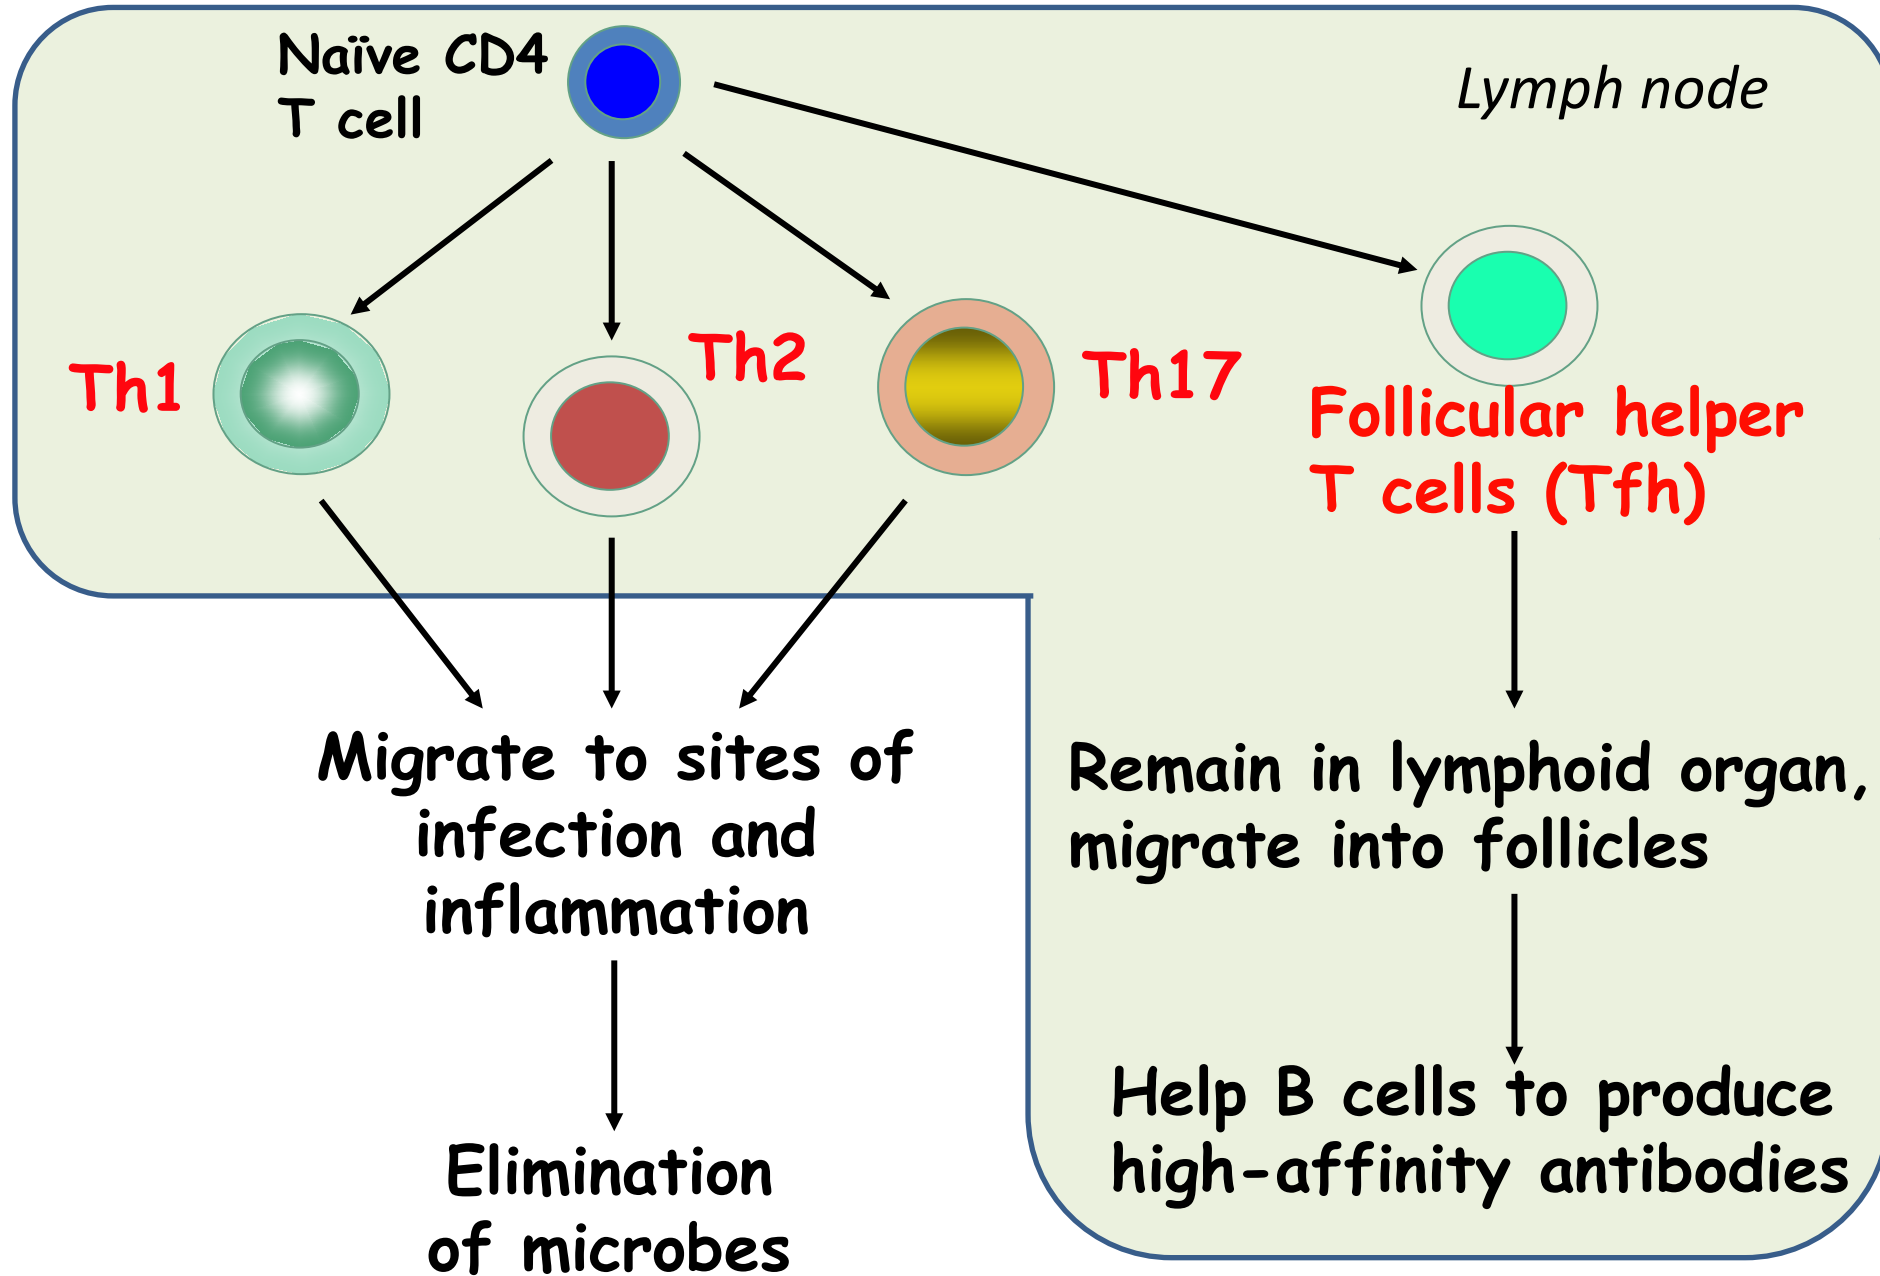 Naïve CD4
T cell
Lymph node
Th1
Th2
Th17
Follicular helper
T cells (Tfh)
Migrate to sites of
infection and
inflammation
Remain in lymphoid organ,
migrate into follicles
Elimination
of microbes
Help B cells to produce
high-affinity antibodies